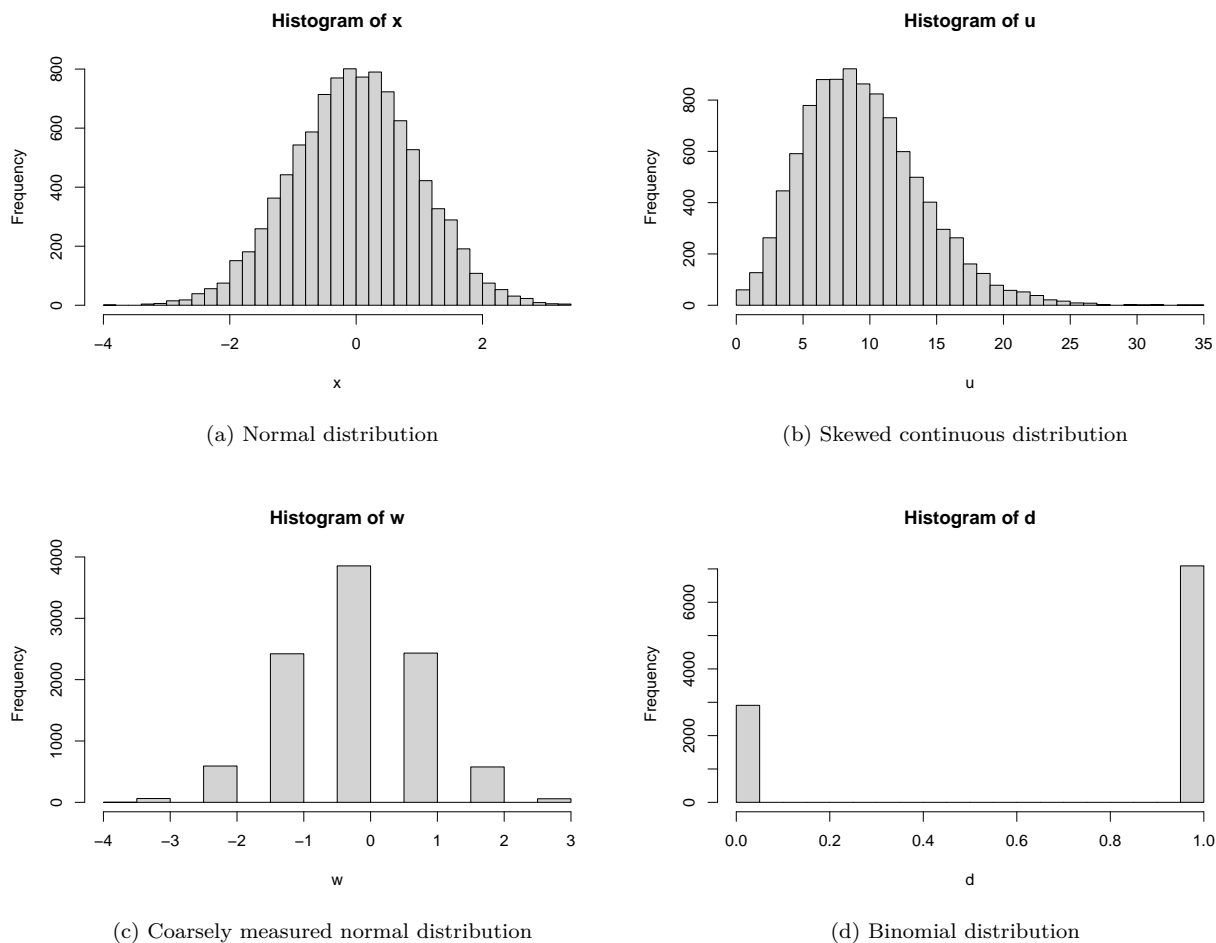 Histogram of x
Frequency
0 200 400 600 800
−4 −2 0 2
x
(a) Normal distribution
Histogram of u
Frequency
0 200 400 600 800
0 5 10 15 20 25 30 35
u
(b) Skewed continuous distribution
Histogram of w
Frequency
0 1000 2000 3000 4000
−4 −3 −2 −1 0 1 2 3
w
(c) Coarsely measured normal distribution
Histogram of d
Frequency
0 2000 4000 6000
0.0 0.2 0.4 0.6 0.8 1.0
d
(d) Binomial distribution